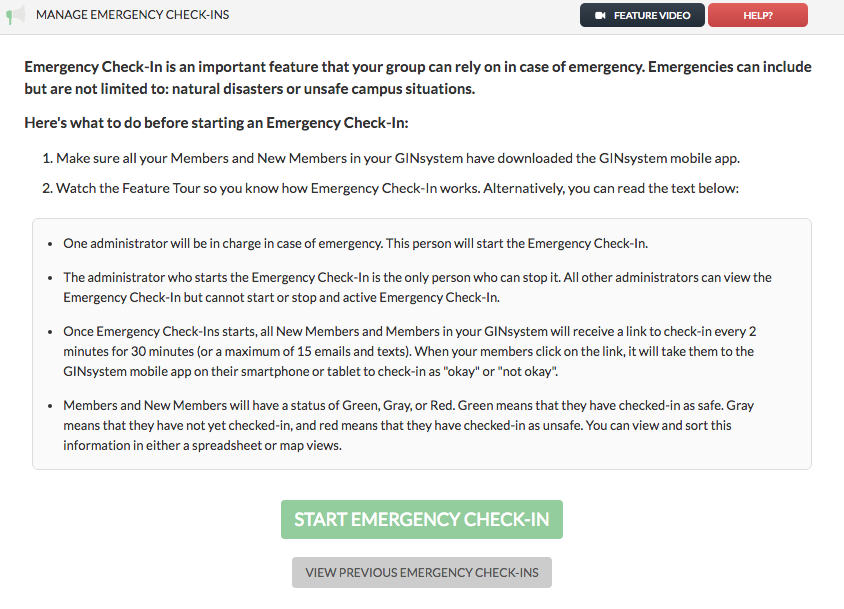 MANAGE EMERGENCY CHECK-INS
FEATURE VIDEO
HELP?
Emergency Check-In is an important feature that your group can rely on in case of emergency. Emergencies can include
but are not limited to: natural disasters or unsafe campus situations.
Here's what to do before starting an Emergency Check-In:
1. Make sure all your Members and New Members in your GINsystem have downloaded the GINsystem mobile app.
2. Watch the Feature Tour so you know how Emergency Check-In works. Alternatively, you can read the text below:
• One administrator will be in charge in case of emergency. This person will start the Emergency Check-In.
• The administrator who starts the Emergency Check-In is the only person who can stop it. All other administrators can view the
Emergency Check-In but cannot start or stop and active Emergency Check-In.
• Once Emergency Check-Ins starts, all New Members and Members in your GINsystem will receive a link to check-in every 2
minutes for 30 minutes (or a maximum of 15 emails and texts). When your members click on the link, it will take them to the
GINsystem mobile app on their smartphone or tablet to check-in as "okay" or "not okay".
• Members and New Members will have a status of Green, Gray, or Red. Green means that they have checked-in as safe. Gray
means that they have not yet checked-in, and red means that they have checked-in as unsafe. You can view and sort this
information in either a spreadsheet or map views.
START EMERGENCY CHECK-IN
VIEW PREVIOUS EMERGENCY CHECK-INS